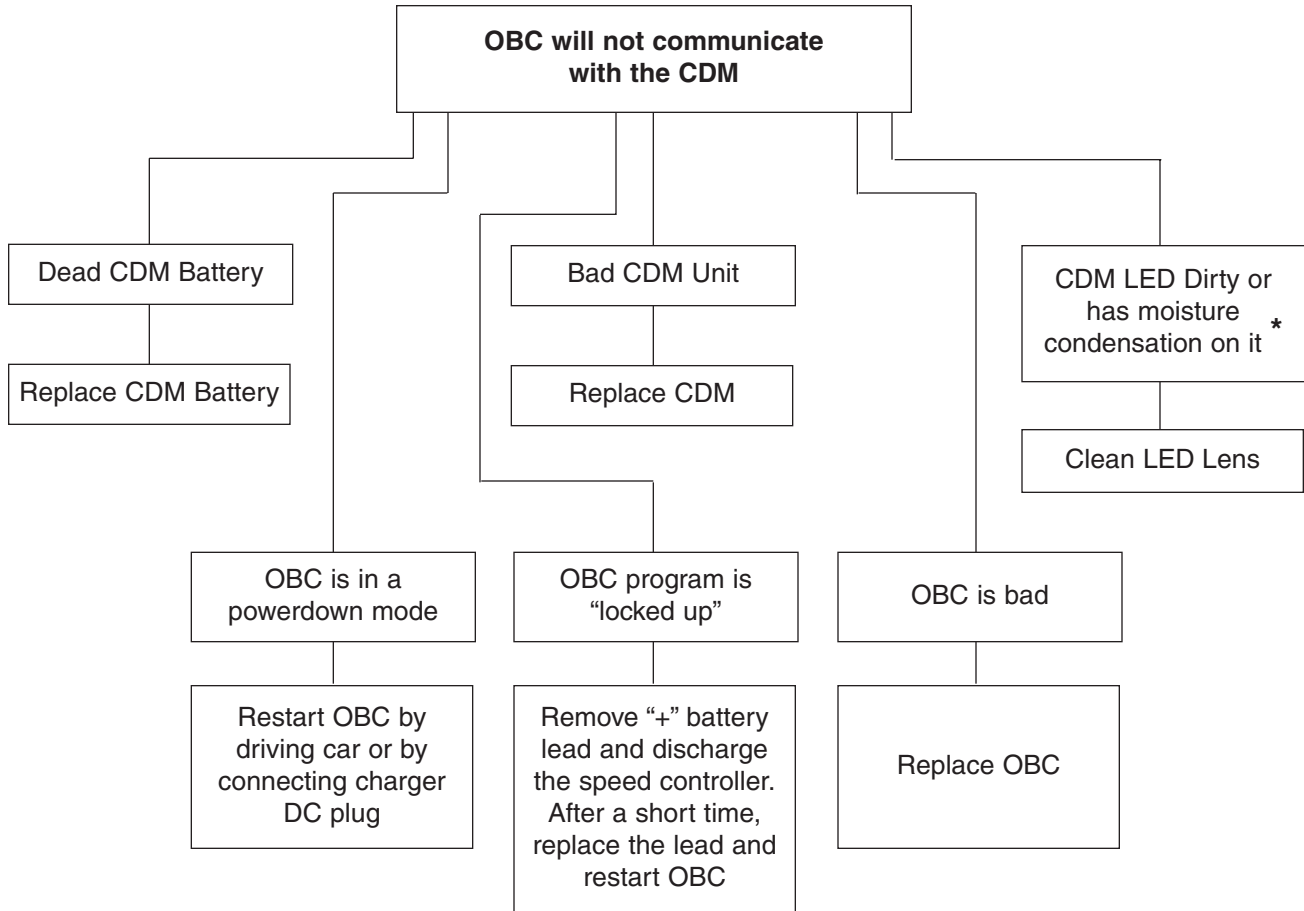 OBC will not communicate
with the CDM
Dead CDM Battery
Replace CDM Battery
Bad CDM Unit
Replace CDM
CDM LED Dirty or
has moisture
condensation on it *
Clean LED Lens
OBC is in a
powerdown mode
Restart OBC by
driving car or by
connecting charger
DC plug
OBC program is
“locked up”
Remove “+” battery
lead and discharge
the speed controller.
After a short time,
replace the lead and
restart OBC
OBC is bad
Replace OBC